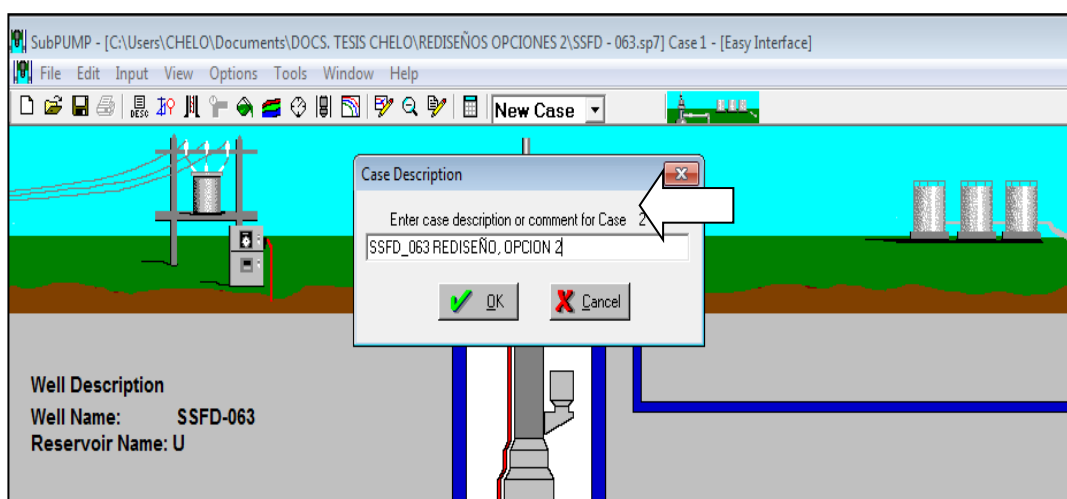 SubPUMP - [C:\Users\CHELO\Documents\DOCS. TESIS CHELO\REDISEÑOS OPCIONES 2\SSFD - 063.sp7] Case 1 - [Easy Interface]
File Edit Input View Options Tools Window Help
DESC New Case
Case Description
Enter case description or comment for Case 2
SSFD_063 REDISEÑO, OPCION 2
OK Cancel
Well Description
Well Name: SSFD-063
Reservoir Name: U